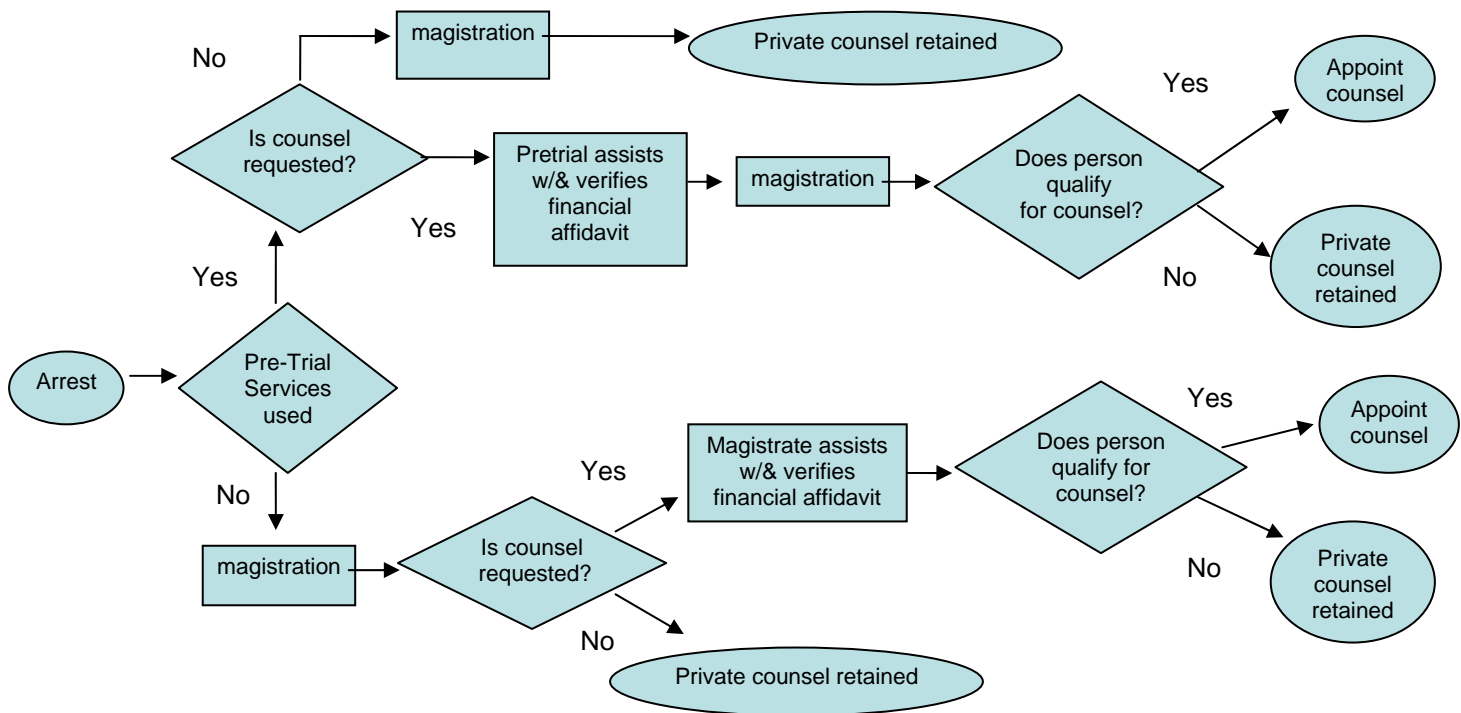 magistration
Private counsel retained
No
Yes
Appoint
counsel
Is counsel
requested?
Pretrial assists
w/& verifies
financial
affidavit
magistration
Does person
qualify
for counsel?
Yes
No
Private
counsel
retained
Yes
Arrest
Pre-Trial
Services
used
No
magistration
Is counsel
requested?
Yes
Magistrate assists
w/& verifies
financial affidavit
Does person
qualify for
counsel?
Yes
Appoint
counsel
No
Private
counsel
retained
No
Private counsel retained